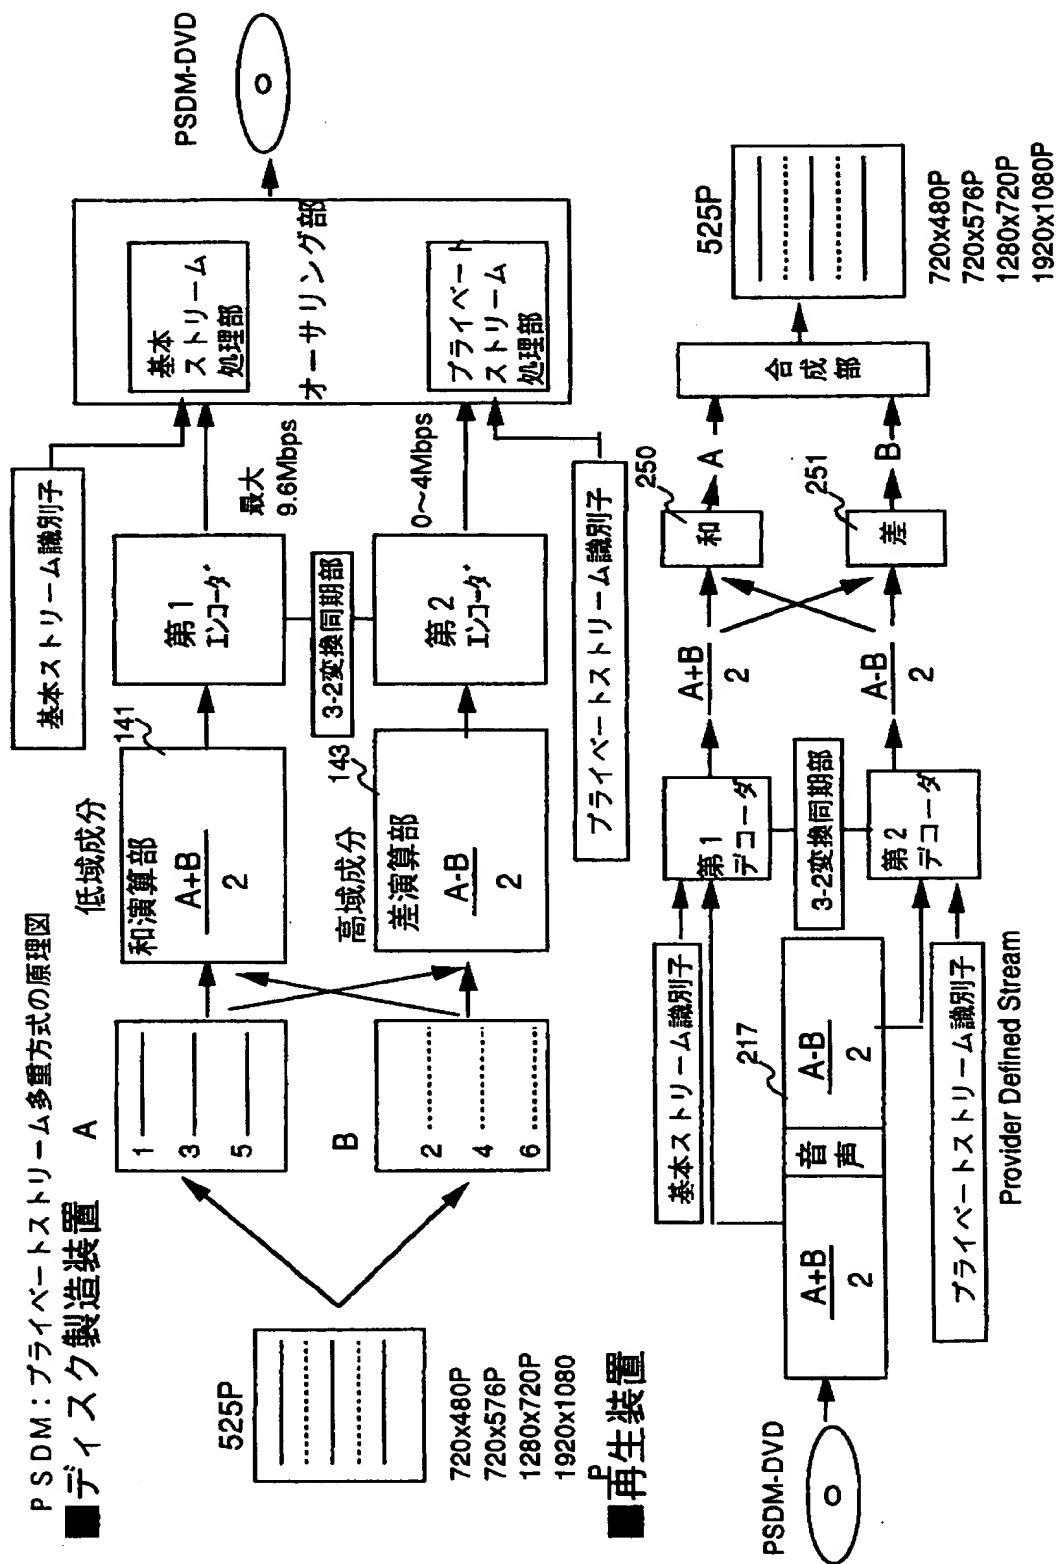 PSDM：プライベートストリーム多重方式の原理図
■ディスク製造装置
525P
720x480P
720x576P
1280x720P
1920x1080
P
A
1
3
5
B
2
4
6
低域成分
141
和演算部
A+B
2
高域成分
143
差演算部
A-B
2
基本ストリーム識別子
第1
エンコーダ
3-2変換同期部
第2
エンコーダ
プライベートストリーム識別子
最大
9.6Mbps
0～4Mbps
基本
ストリーム
処理部
オーサリング部
プライベート
ストリーム
処理部
PSDM-DVD
■再生装置
PSDM-DVD
A+B
2
音声
217
A-B
2
基本ストリーム識別子
プライベートストリーム識別子
Provider Defined Stream
第1
デコーダ
3-2変換同期部
第2
デコーダ
A+B
2
A-B
2
250
和
251
差
A
B
合成部
525P
720x480P
720x576P
1280x720P
1920x1080P